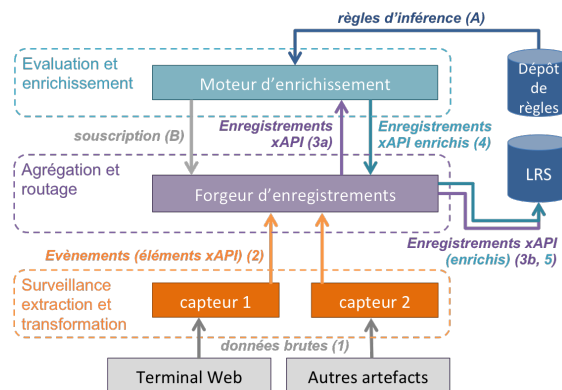 règles d'inférence (A)
Evaluation et
enrichissement
Moteur d'enrichissement
Dépôt
de
règles
souscription (B)
Enregistrements
xAPI (3a)
Enregistrements
xAPI enrichis (4)
Agrégation et
routage
Forgeur d'enregistrements
LRS
Enregistrements xAPI
(enrichis) (3b, 5)
Evènements (éléments xAPI) (2)
Surveillance
extraction et
transformation
capteur 1
capteur 2
données brutes (1)
Terminal Web
Autres artefacts